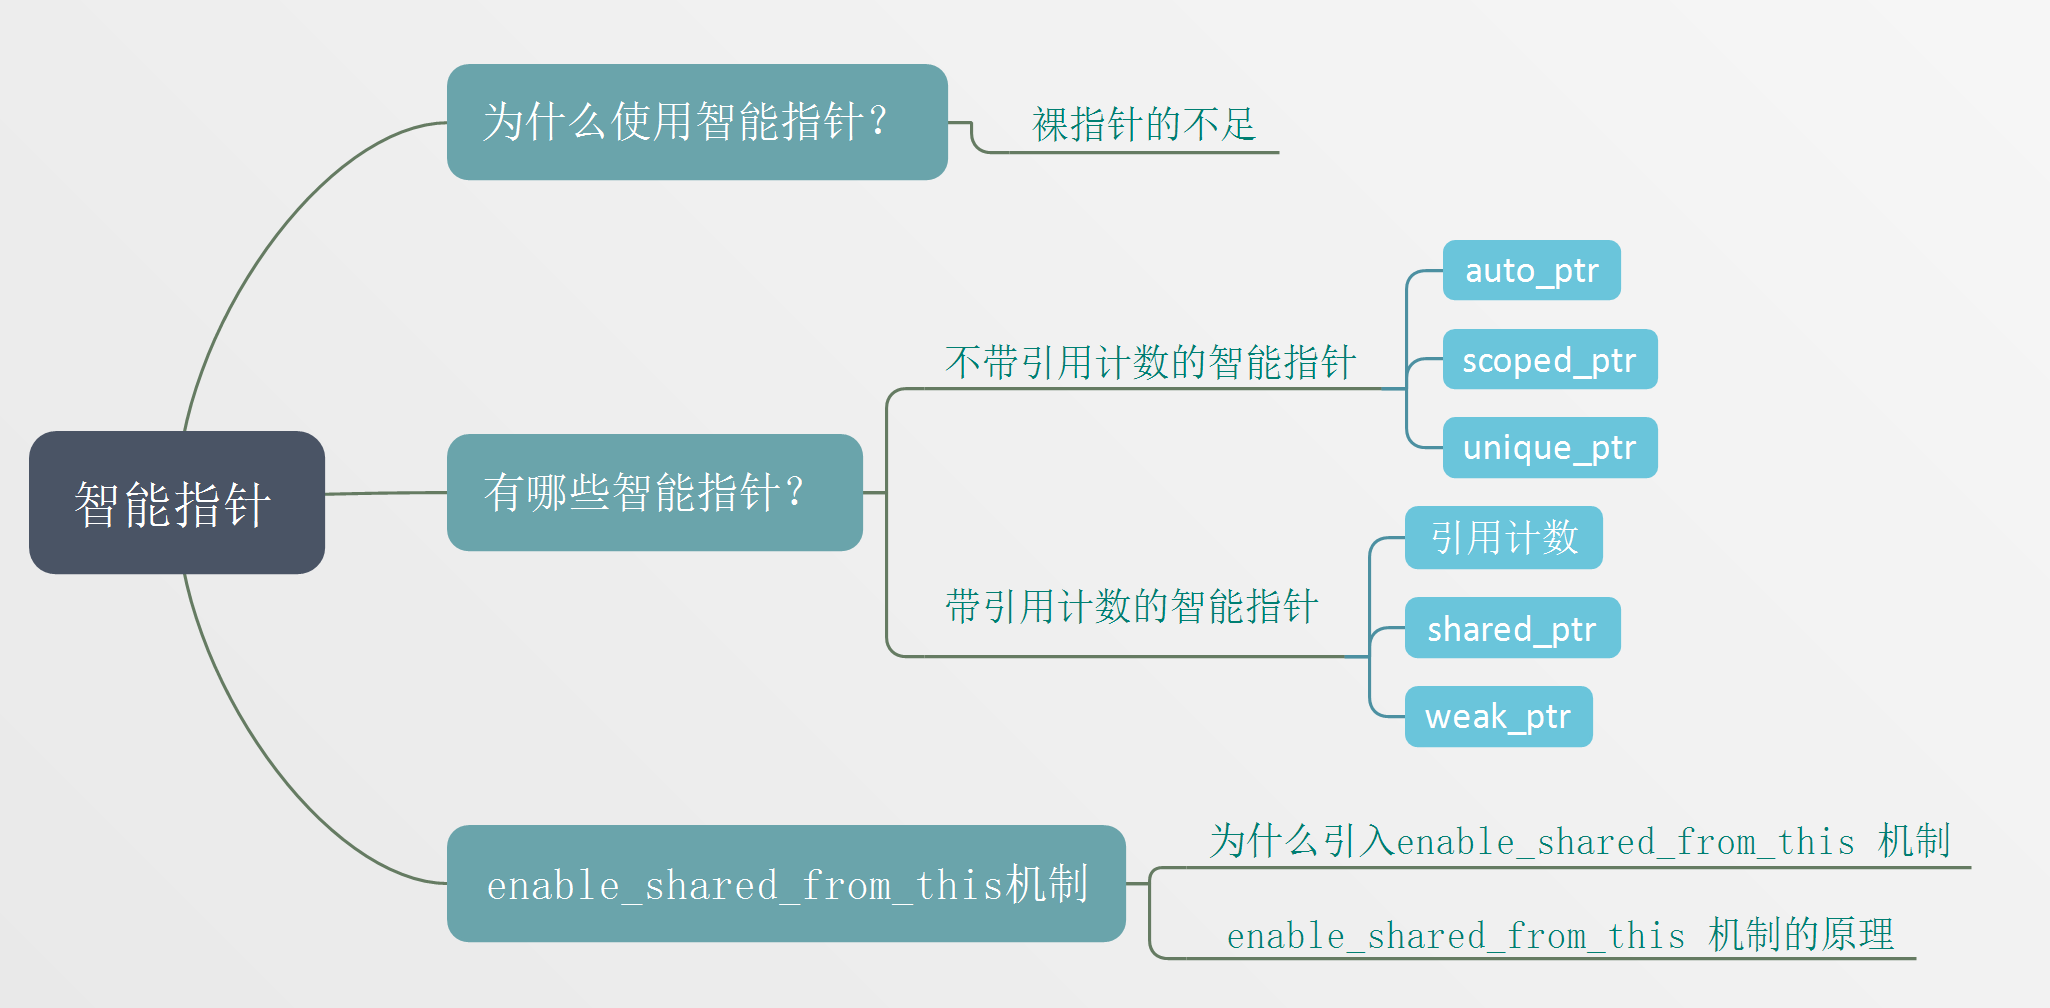 智能指针
为什么使用智能指针？
裸指针的不足
有哪些智能指针？
不带引用计数的智能指针
auto_ptr
scoped_ptr
unique_ptr
带引用计数的智能指针
引用计数
shared_ptr
weak_ptr
enable_shared_from_this机制
为什么引入enable_shared_from_this 机制
enable_shared_from_this 机制的原理